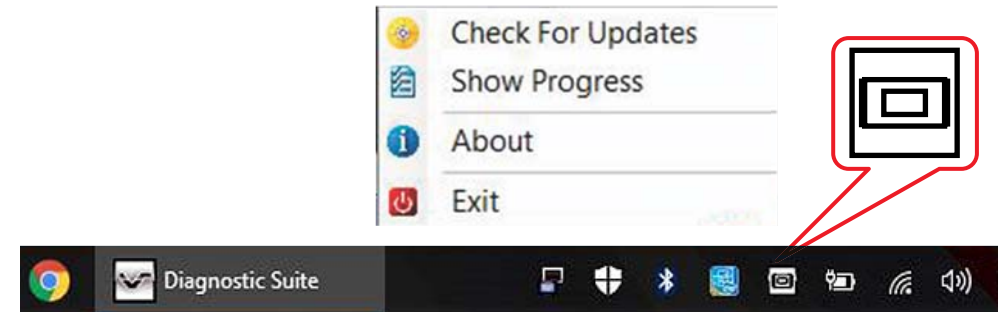 Check For Updates
Show Progress
About
Exit
Diagnostic Suite